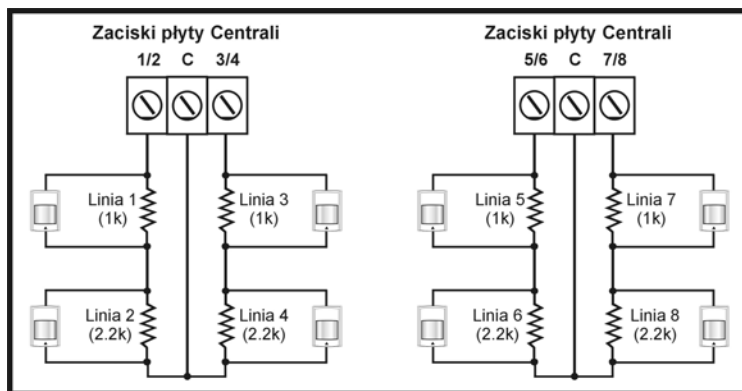 Zaciski płyty Centrali
1/2 C 3/4
Linia 1
(1k)
Linia 3
(1k)
Linia 2
(2.2k)
Linia 4
(2.2k)
Zaciski płyty Centrali
5/6 C 7/8
Linia 5
(1k)
Linia 7
(1k)
Linia 6
(2.2k)
Linia 8
(2.2k)